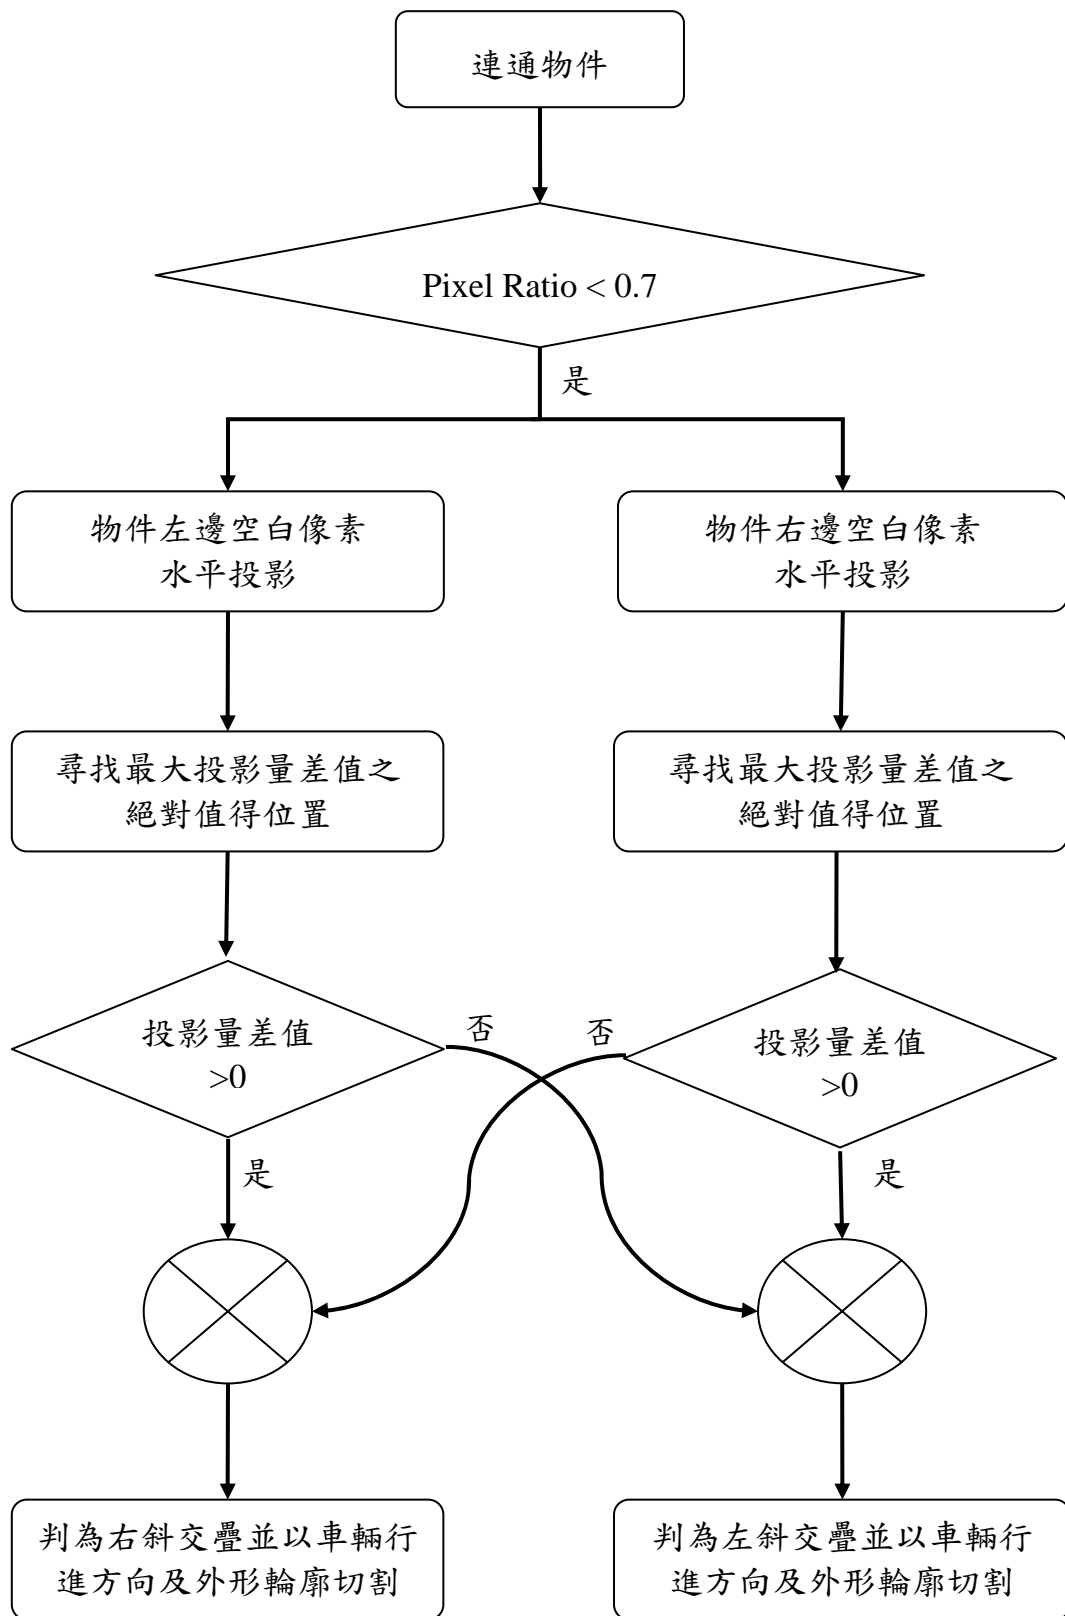 連通物件
Pixel Ratio < 0.7
是
物件左邊空白像素
水平投影
物件右邊空白像素
水平投影
尋找最大投影量差值之
絕對值得位置
尋找最大投影量差值之
絕對值得位置
投影量差值
>0
否
否
投影量差值
>0
是
是
判為右斜交疊並以車輛行
進方向及外形輪廓切割
判為左斜交疊並以車輛行
進方向及外形輪廓切割